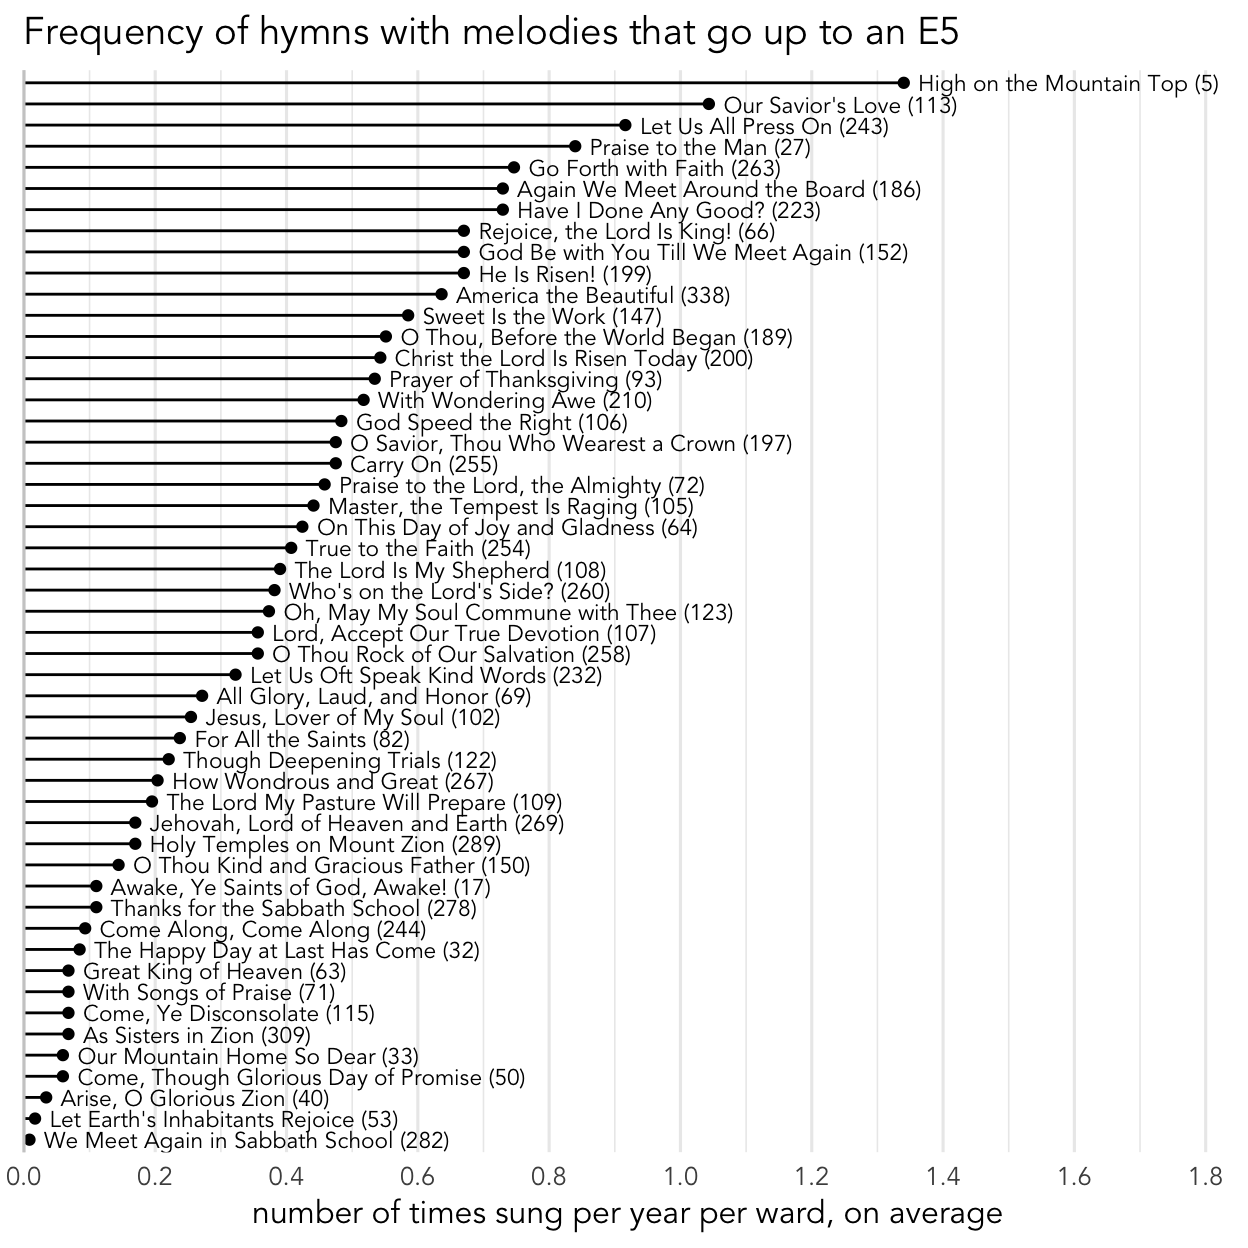 Frequency of hymns with melodies that go up to an E5
High on the Mountain Top (5)
Our Savior's Love (113)
Let Us All Press On (243)
Praise to the Man (27)
Go Forth with Faith (263)
Again We Meet Around the Board (186)
Have I Done Any Good? (223)
Rejoice, the Lord Is King! (66)
God Be with You Till We Meet Again (152)
He Is Risen! (199)
America the Beautiful (338)
Sweet Is the Work (147)
O Thou, Before the World Began (189)
Christ the Lord Is Risen Today (200)
Prayer of Thanksgiving (93)
With Wondering Awe (210)
God Speed the Right (106)
O Savior, Thou Who Wearest a Crown (197)
Carry On (255)
Praise to the Lord, the Almighty (72)
Master, the Tempest Is Raging (105)
On This Day of Joy and Gladness (64)
True to the Faith (254)
The Lord Is My Shepherd (108)
Who's on the Lord's Side? (260)
Oh, May My Soul Commune with Thee (123)
Lord, Accept Our True Devotion (107)
O Thou Rock of Our Salvation (258)
Let Us Oft Speak Kind Words (232)
All Glory, Laud, and Honor (69)
Jesus, Lover of My Soul (102)
For All the Saints (82)
Though Deepening Trials (122)
How Wondrous and Great (267)
The Lord My Pasture Will Prepare (109)
Jehovah, Lord of Heaven and Earth (269)
Holy Temples on Mount Zion (289)
O Thou Kind and Gracious Father (150)
Awake, Ye Saints of God, Awake! (17)
Thanks for the Sabbath School (278)
Come Along, Come Along (244)
The Happy Day at Last Has Come (32)
Great King of Heaven (63)
With Songs of Praise (71)
Come, Ye Disconsolate (115)
As Sisters in Zion (309)
Our Mountain Home So Dear (33)
Come, Though Glorious Day of Promise (50)
Arise, O Glorious Zion (40)
Let Earth's Inhabitants Rejoice (53)
We Meet Again in Sabbath School (282)
0.0 0.2 0.4 0.6 0.8 1.0 1.2 1.4 1.6 1.8
number of times sung per year per ward, on average